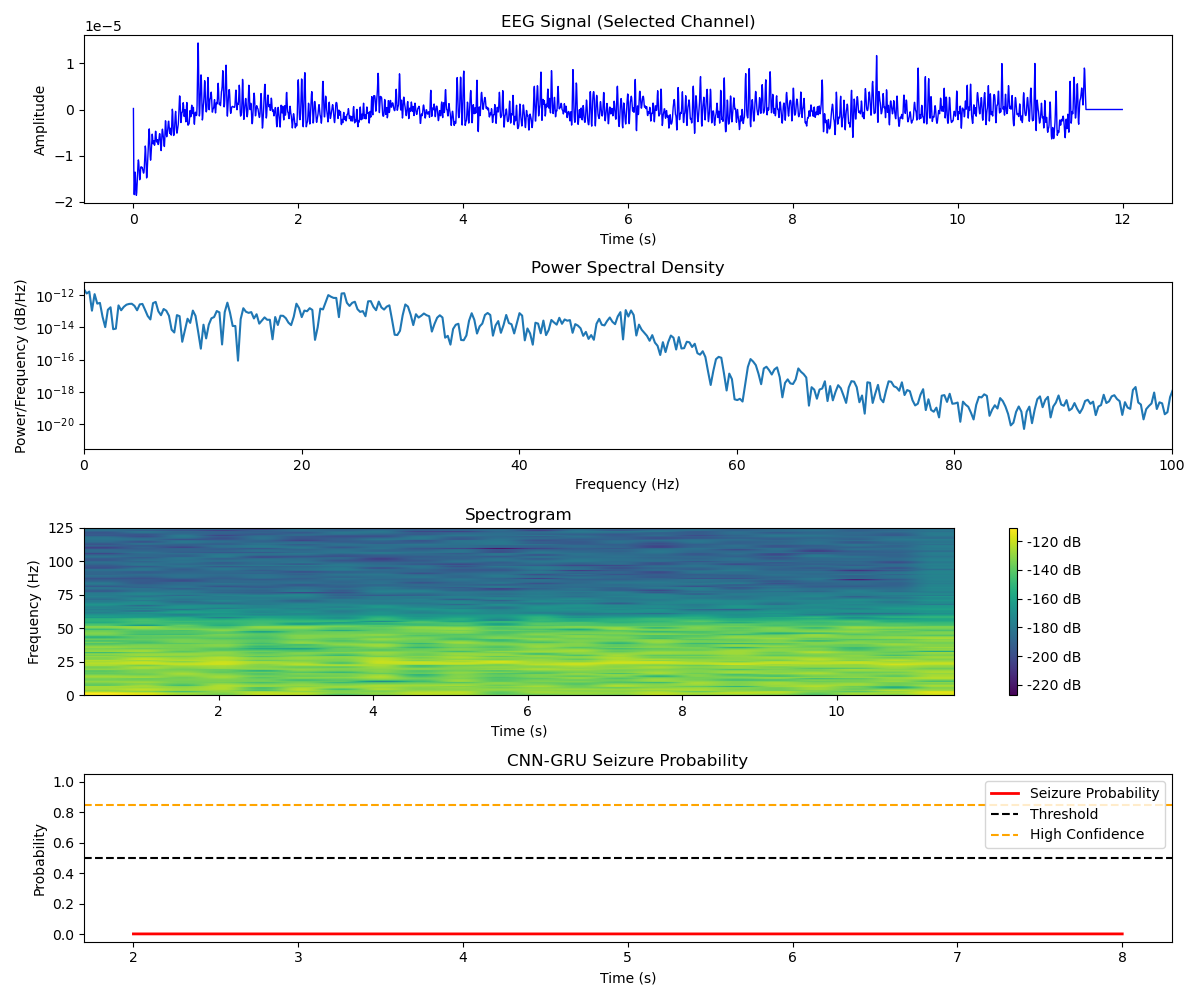 EEG Signal (Selected Channel)
1e−5
1
0
−1
−2
Amplitude
0 2 4 6 8 10 12
Time (s)
Power Spectral Density
10⁻¹²
10⁻¹⁴
10⁻¹⁶
10⁻¹⁸
10⁻²⁰
Power/Frequency (dB/Hz)
0 20 40 60 80 100
Frequency (Hz)
Spectrogram
125
100
75
50
25
0
Frequency (Hz)
2 4 6 8 10
Time (s)
-120 dB
-140 dB
-160 dB
-180 dB
-200 dB
-220 dB
CNN-GRU Seizure Probability
1.0
0.8
0.6
0.4
0.2
0.0
Probability
Seizure Probability
Threshold
High Confidence
2 3 4 5 6 7 8
Time (s)